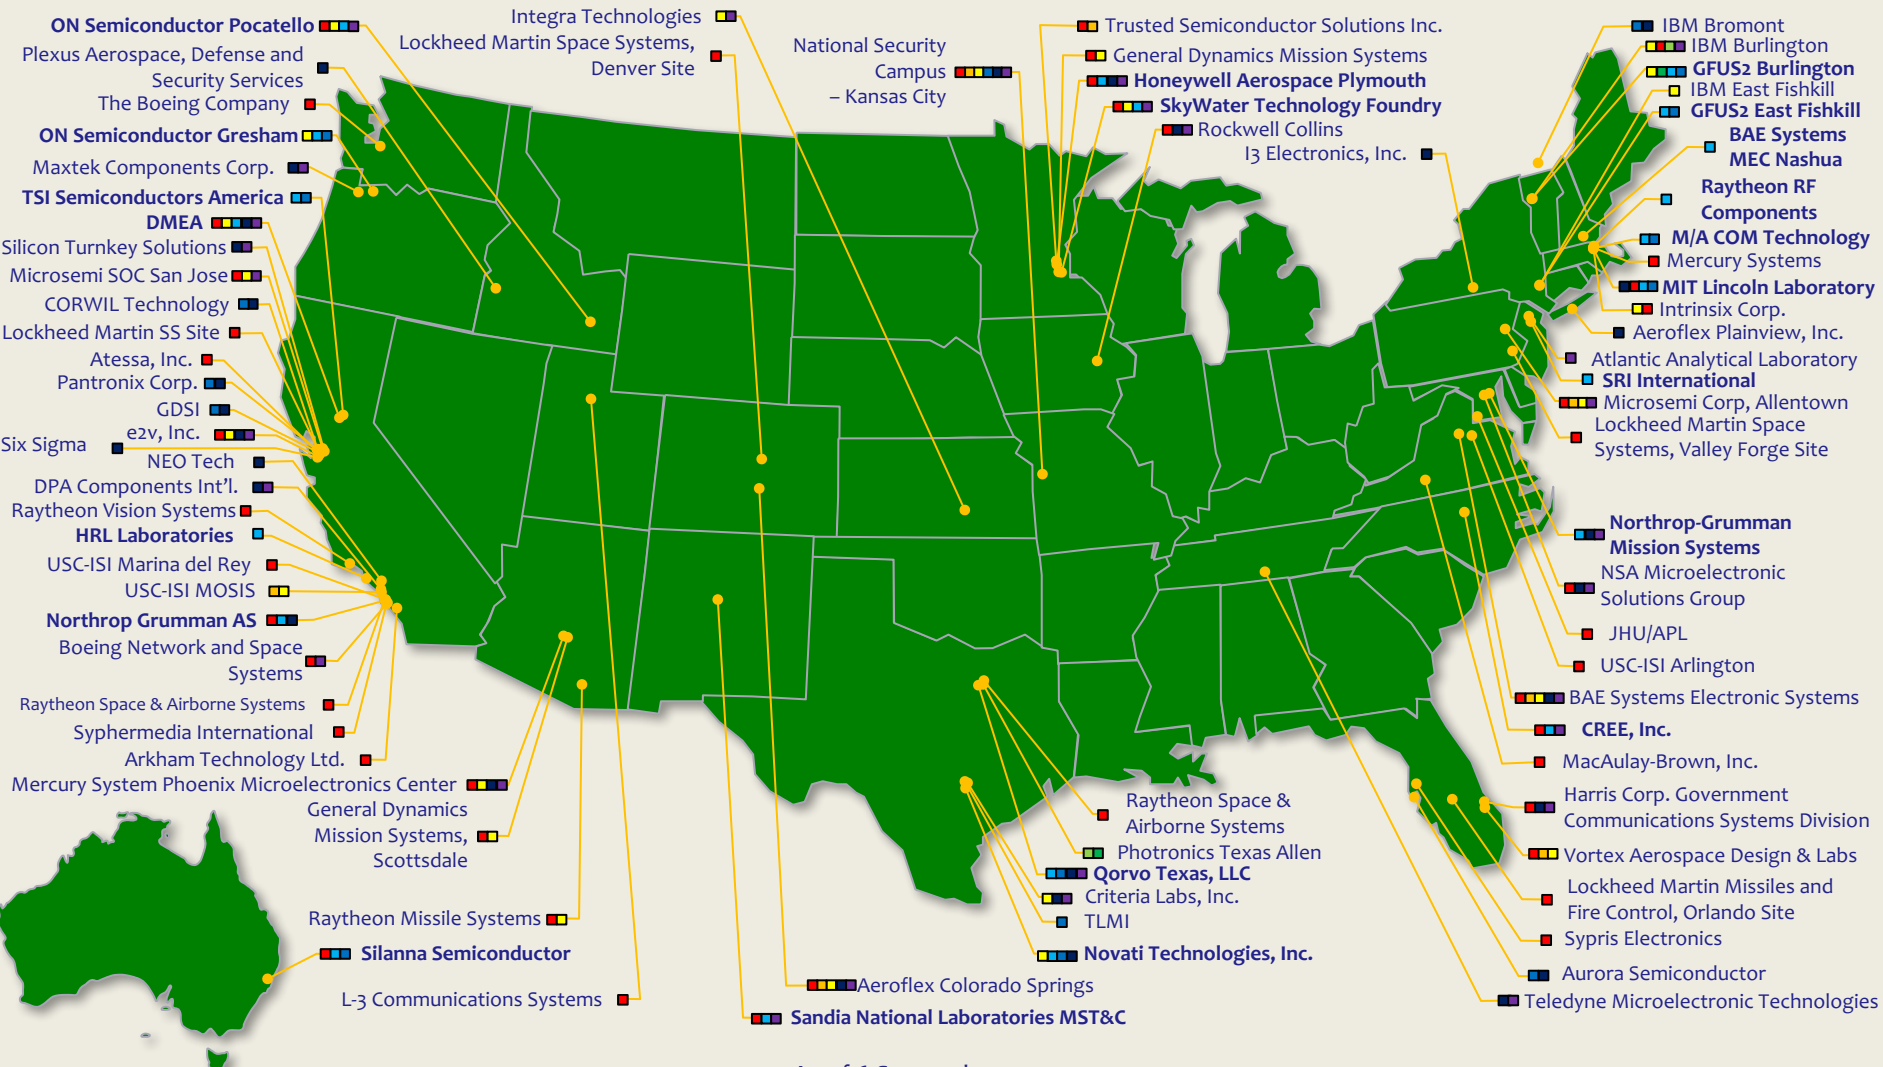 ON Semiconductor Pocatello
Plexus Aerospace, Defense and
Security Services
The Boeing Company
ON Semiconductor Gresham
Maxtek Components Corp.
TSI Semiconductors America
DMEA
Silicon Turnkey Solutions
Microsemi SOC San Jose
CORWIL Technology
Lockheed Martin SS Site
Atessa, Inc.
Pantronix Corp.
GDSI
e2v, Inc.
Six Sigma
NEO Tech
DPA Components Int'l.
Raytheon Vision Systems
HRL Laboratories
USC-ISI Marina del Rey
USC-ISI MOSIS
Northrop Grumman AS
Boeing Network and Space
Systems
Raytheon Space & Airborne Systems
Syphermedia International
Arkham Technology Ltd.
Mercury System Phoenix Microelectronics Center
General Dynamics
Mission Systems,
Scottsdale
Raytheon Missile Systems
Silanna Semiconductor
L-3 Communications Systems
Integra Technologies
Lockheed Martin Space Systems,
Denver Site
National Security
Campus
– Kansas City
Trusted Semiconductor Solutions Inc.
General Dynamics Mission Systems
Honeywell Aerospace Plymouth
SkyWater Technology Foundry
Rockwell Collins
I3 Electronics, Inc.
IBM Bromont
IBM Burlington
GFUS2 Burlington
IBM East Fishkill
GFUS2 East Fishkill
BAE Systems
MEC Nashua
Raytheon RF
Components
M/A COM Technology
Mercury Systems
MIT Lincoln Laboratory
Intrinsix Corp.
Aeroflex Plainview, Inc.
Atlantic Analytical Laboratory
SRI International
Microsemi Corp, Allentown
Lockheed Martin Space
Systems, Valley Forge Site
Northrop-Grumman
Mission Systems
NSA Microelectronic
Solutions Group
JHU/APL
USC-ISI Arlington
BAE Systems Electronic Systems
CREE, Inc.
MacAulay-Brown, Inc.
Harris Corp. Government
Communications Systems Division
Vortex Aerospace Design & Labs
Lockheed Martin Missiles and
Fire Control, Orlando Site
Sypris Electronics
Aurora Semiconductor
Teledyne Microelectronic Technologies
Raytheon Space &
Airborne Systems
Photronics Texas Allen
Qorvo Texas, LLC
Criteria Labs, Inc.
TLMI
Novati Technologies, Inc.
Aeroflex Colorado Springs
Sandia National Laboratories MST&C